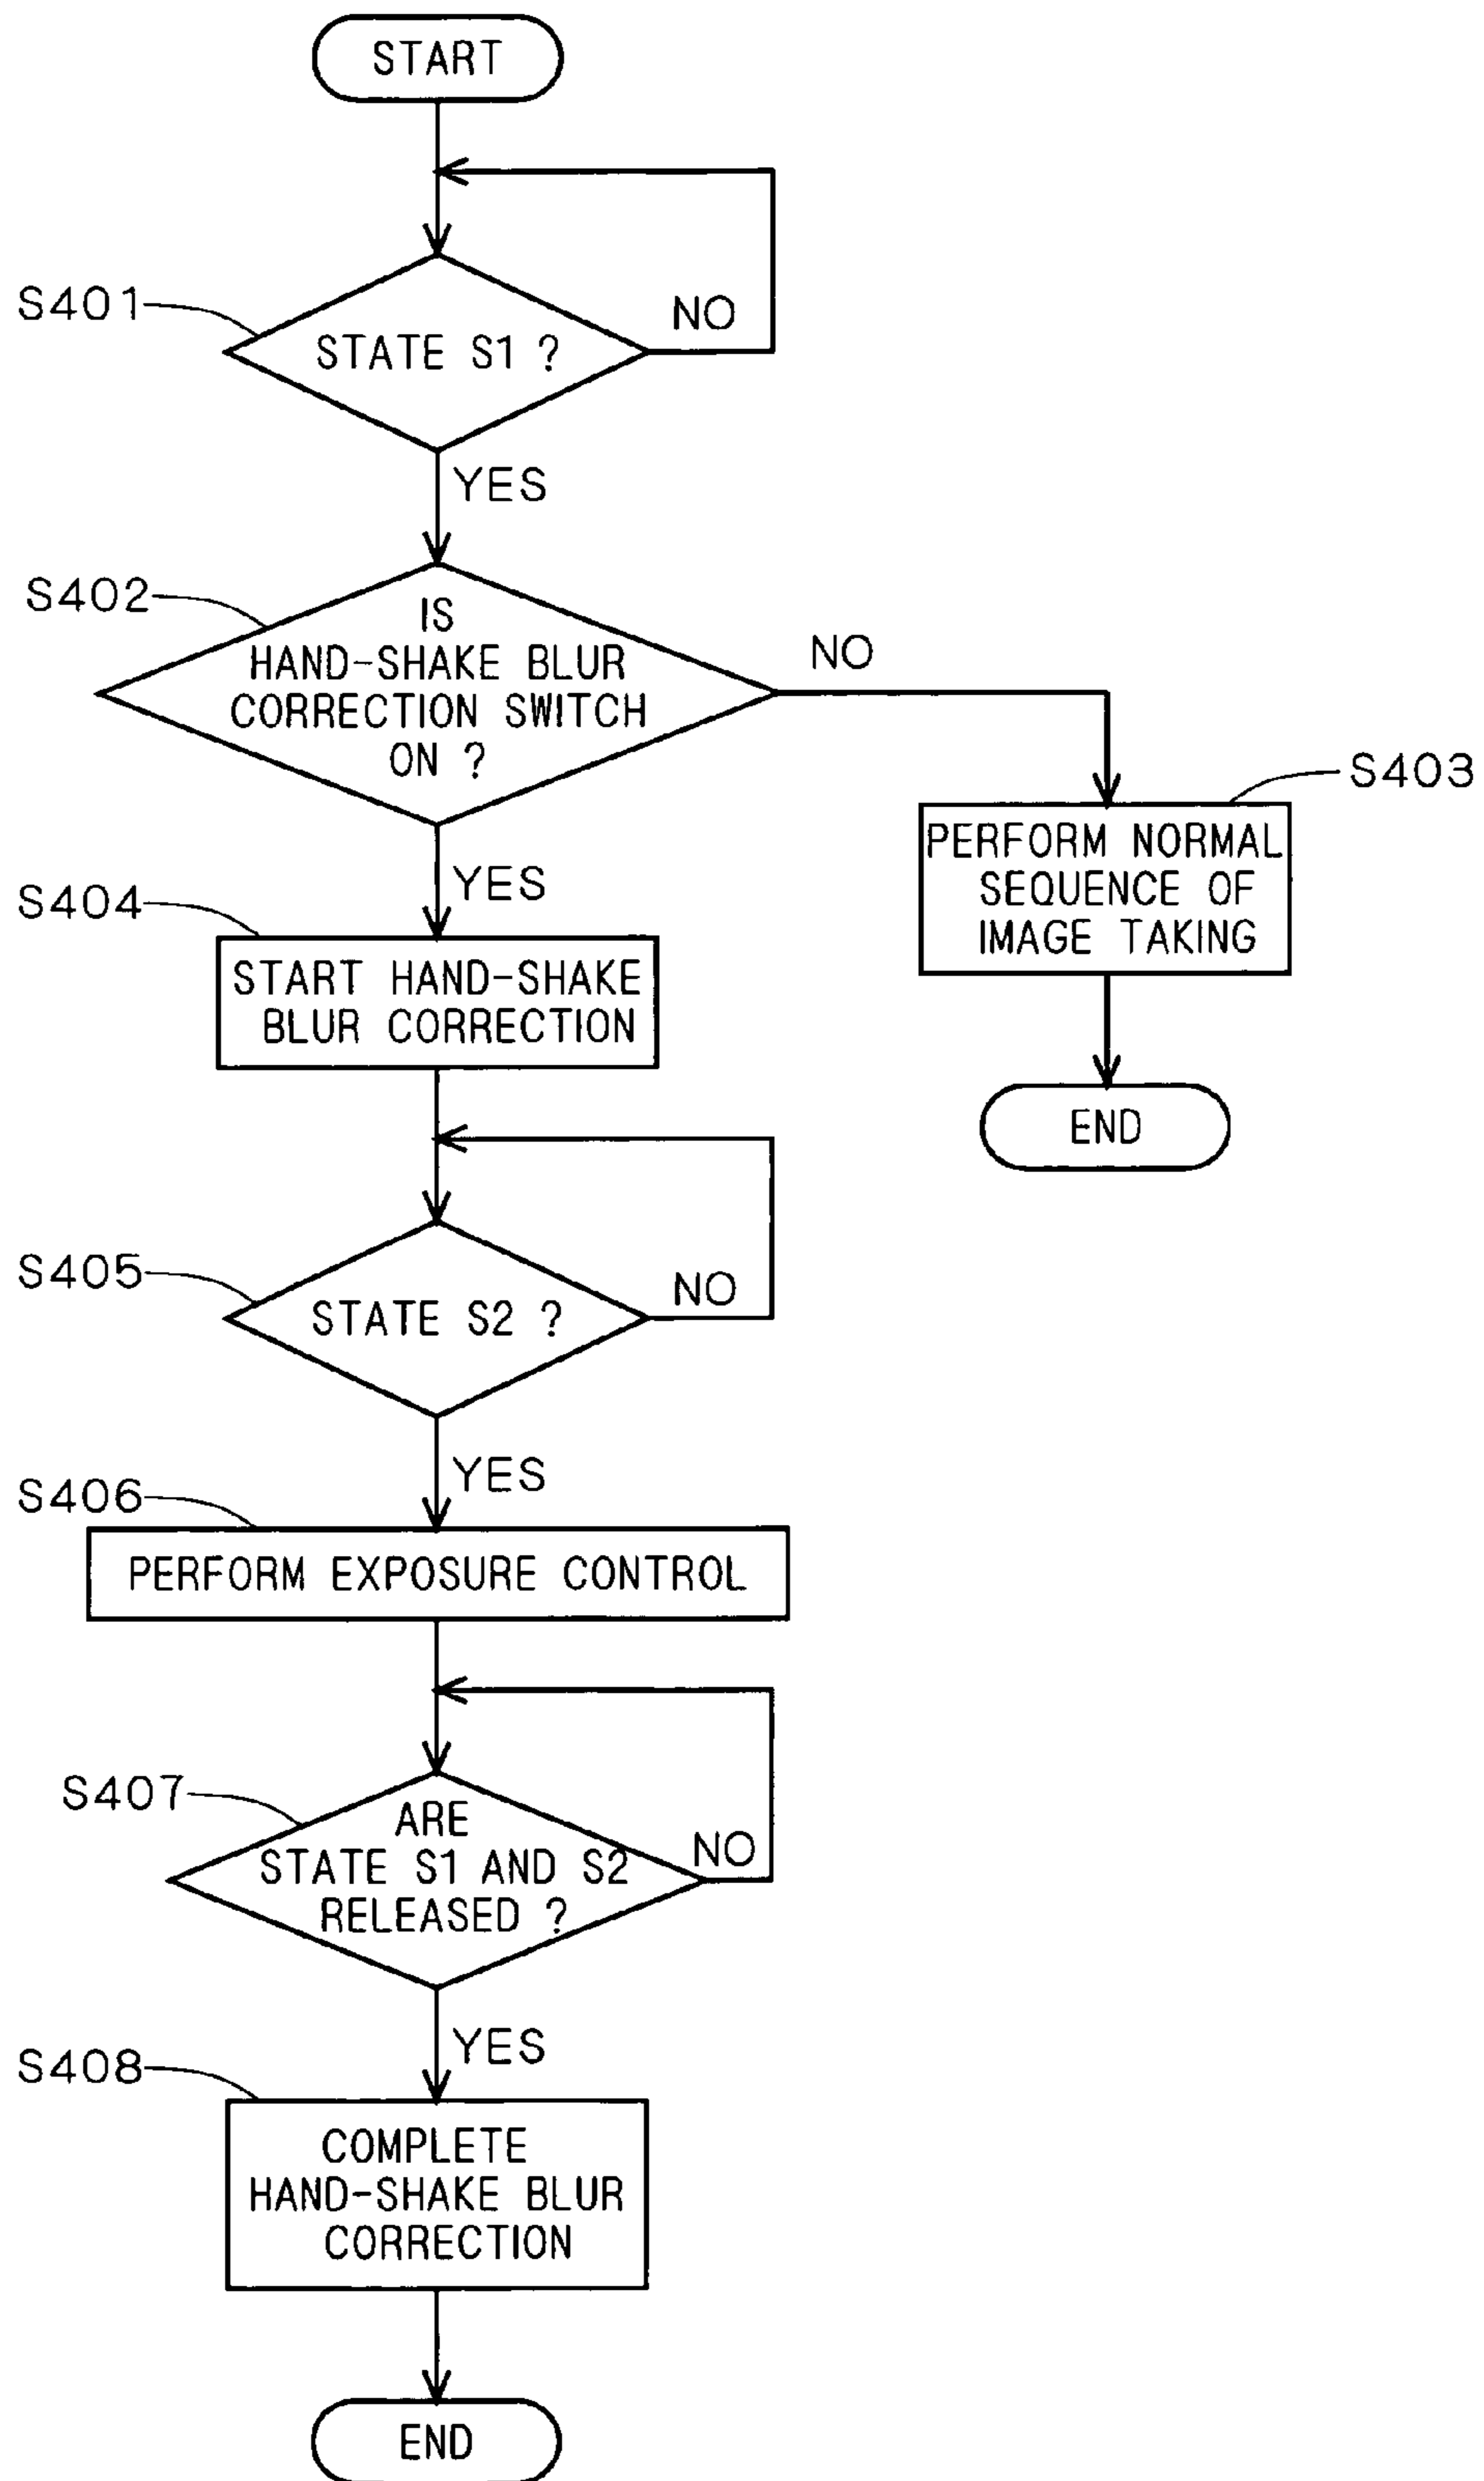 START
S401
STATE S1 ?
NO
YES
S402
IS
HAND-SHAKE BLUR
CORRECTION SWITCH
ON ?
NO
S403
PERFORM NORMAL
SEQUENCE OF
IMAGE TAKING
END
YES
S404
START HAND-SHAKE
BLUR CORRECTION
S405
STATE S2 ?
NO
YES
S406
PERFORM EXPOSURE CONTROL
S407
ARE
STATE S1 AND S2
RELEASED ?
NO
YES
S408
COMPLETE
HAND-SHAKE BLUR
CORRECTION
END